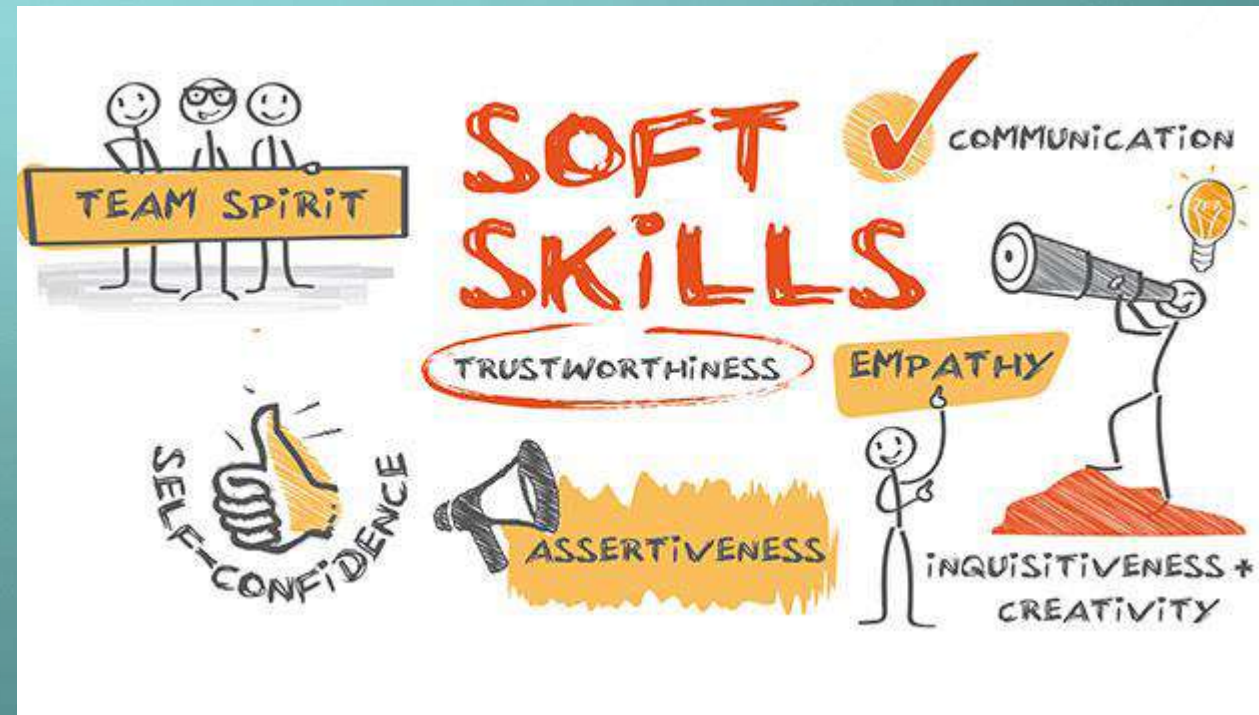 TEAM SPiRiT
SOFT
SKiLLS
COMMUNiCATiON
TRUSTWORTHiNESS
EMPATHY
SELF-CONFiDENCE
ASSERTiVENESS
iNQUiSiTiVENESS +
CREATiViTY